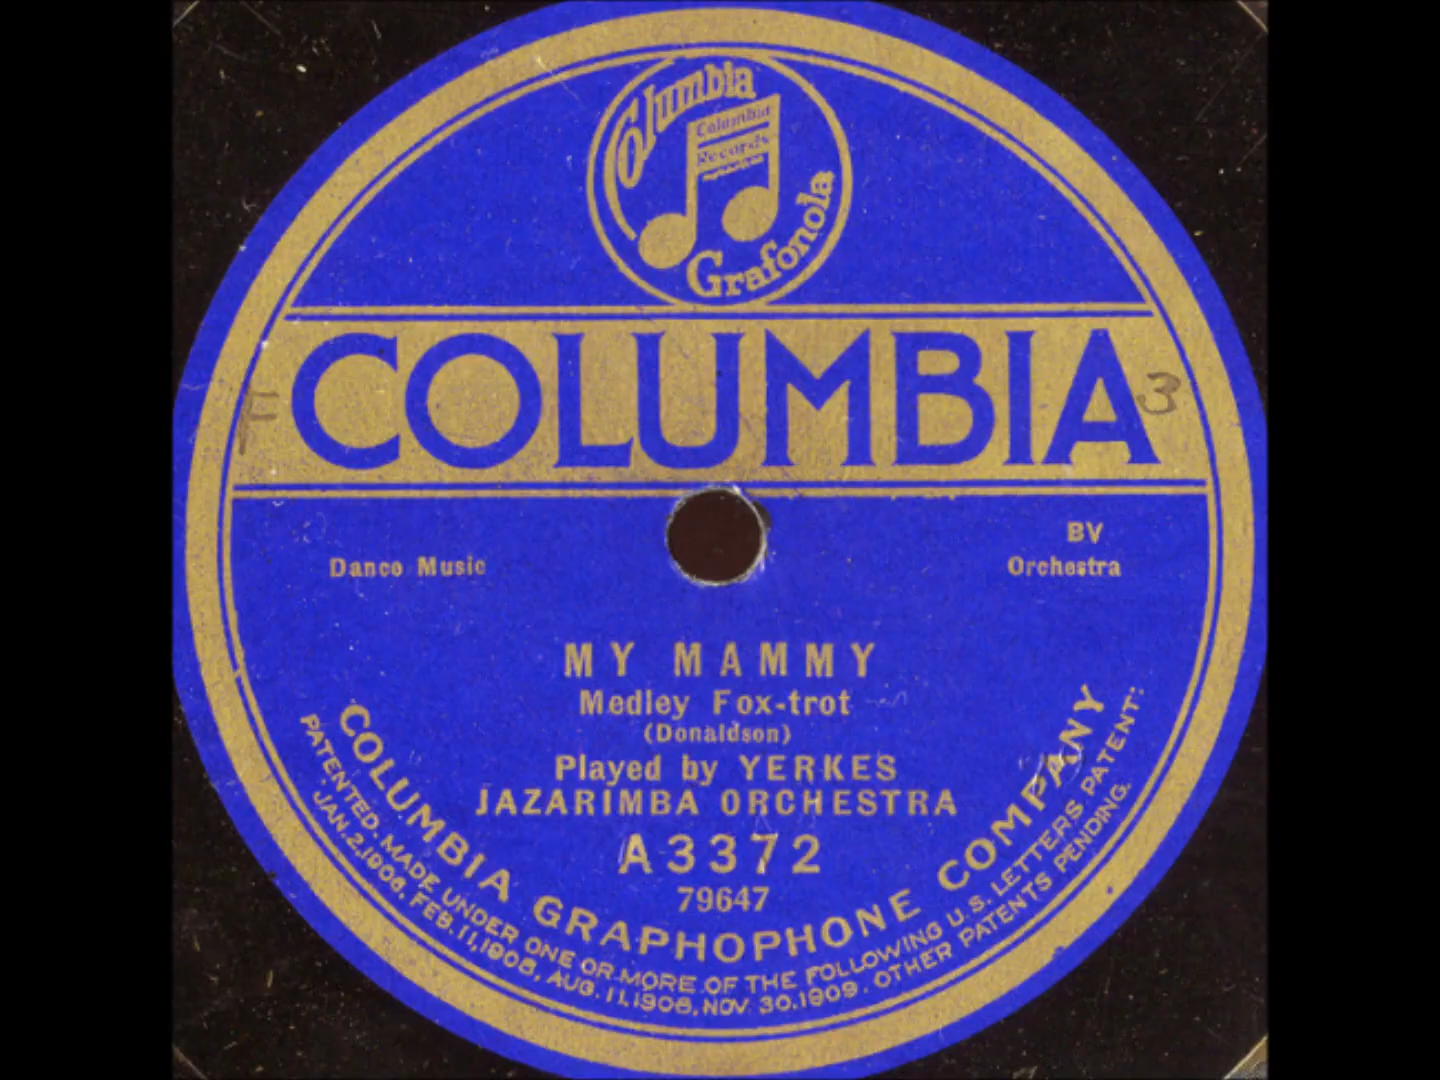 Columbia
Columbia
Records
Grafonola
COLUMBIA
F
3
BV
Dance Music
Orchestra
MY MAMMY
Medley Fox-trot
(Donaldson)
Played by YERKES
JAZARIMBA ORCHESTRA
A3372
79647
COLUMBIA GRAPHOPHONE COMPANY
PATENTED. MADE UNDER ONE OR MORE OF THE FOLLOWING U.S. LETTERS PATENT:
JAN. 2, 1906, FEB. 11, 1908, AUG. 11, 1908, NOV. 30, 1909. OTHER PATENTS PENDING.